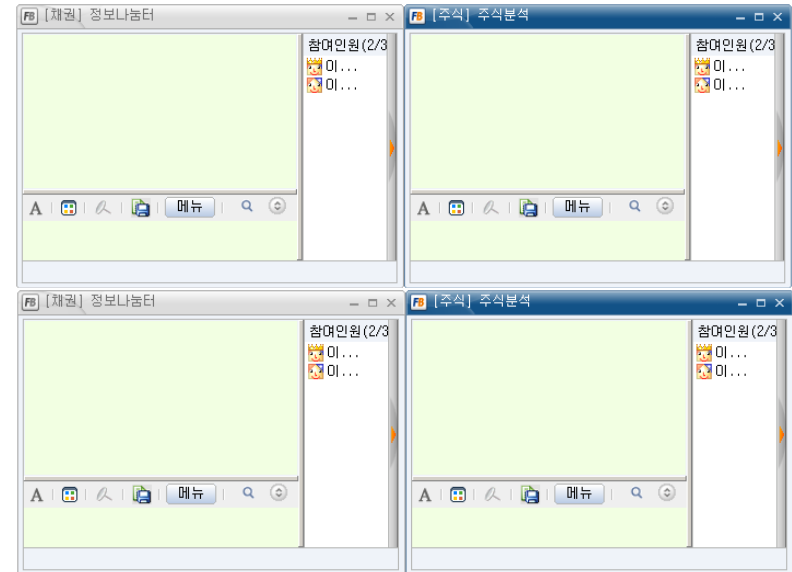 FB [채권] 정보나눔터
참여인원(2/3
이...
이...
A
메뉴
FB [주식] 주식분석
참여인원(2/3
이...
이...
A
메뉴
FB [채권] 정보나눔터
참여인원(2/3
이...
이...
A
메뉴
FB [주식] 주식분석
참여인원(2/3
이...
이...
A
메뉴